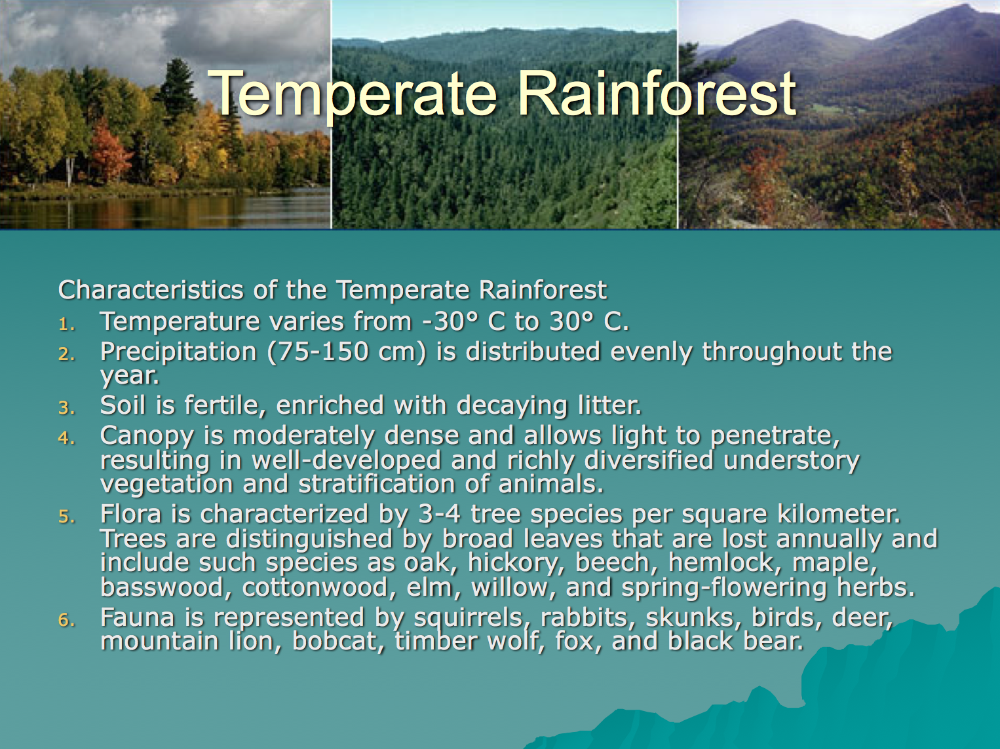 Temperate Rainforest
Characteristics of the Temperate Rainforest
1. Temperature varies from -30° C to 30° C.
2. Precipitation (75-150 cm) is distributed evenly throughout the
year.
3. Soil is fertile, enriched with decaying litter.
4. Canopy is moderately dense and allows light to penetrate,
resulting in well-developed and richly diversified understory
vegetation and stratification of animals.
5. Flora is characterized by 3-4 tree species per square kilometer.
Trees are distinguished by broad leaves that are lost annually and
include such species as oak, hickory, beech, hemlock, maple,
basswood, cottonwood, elm, willow, and spring-flowering herbs.
6. Fauna is represented by squirrels, rabbits, skunks, birds, deer,
mountain lion, bobcat, timber wolf, fox, and black bear.